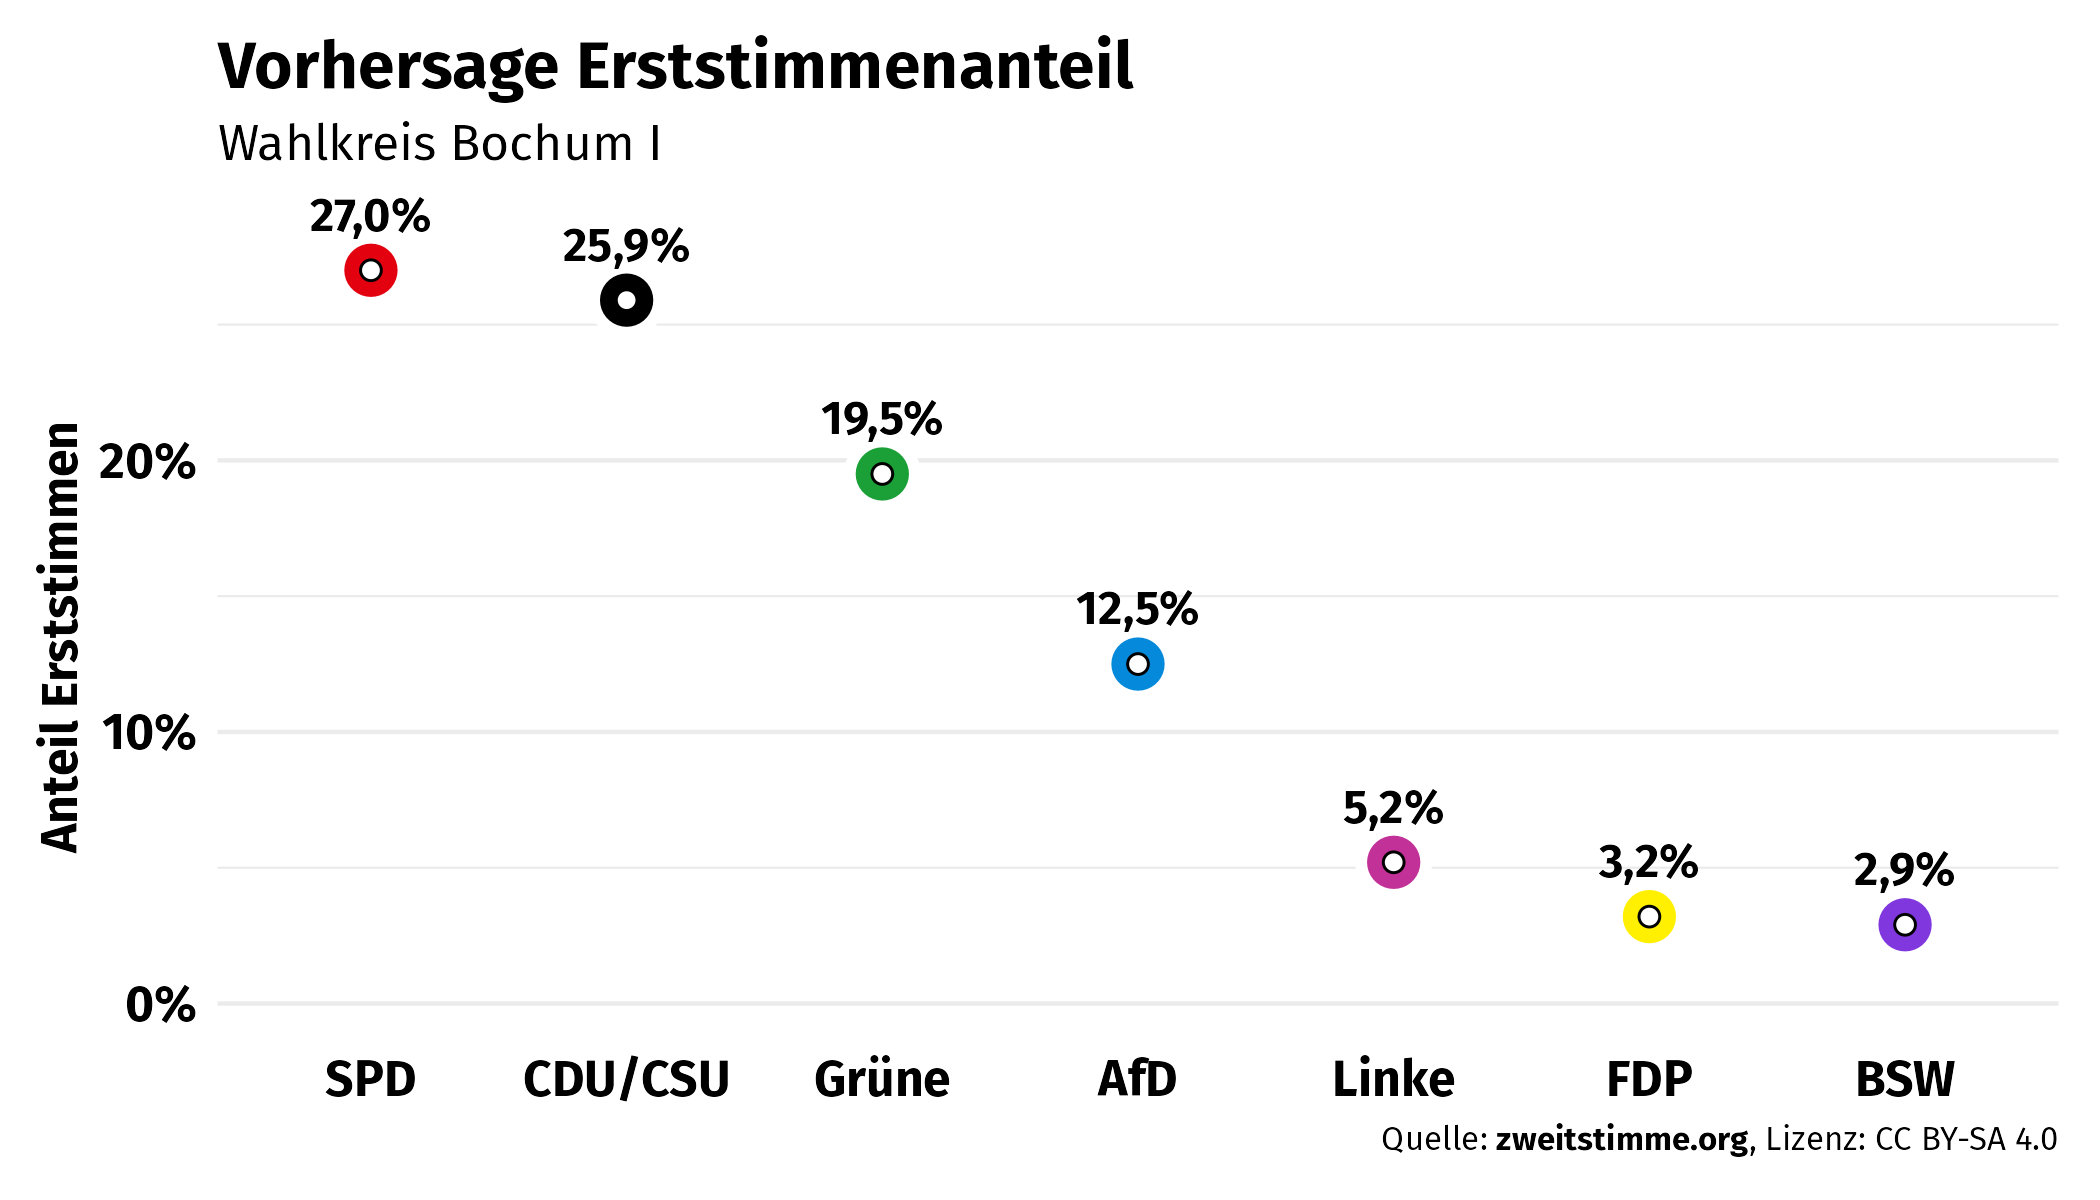 Vorhersage Erststimmenanteil
Wahlkreis Bochum I
27,0%
25,9%
19,5%
12,5%
5,2%
3,2%
2,9%
Anteil Erststimmen
20%
10%
0%
SPD CDU/CSU Grüne AfD Linke FDP BSW
Quelle: zweitstimme.org, Lizenz: CC BY-SA 4.0